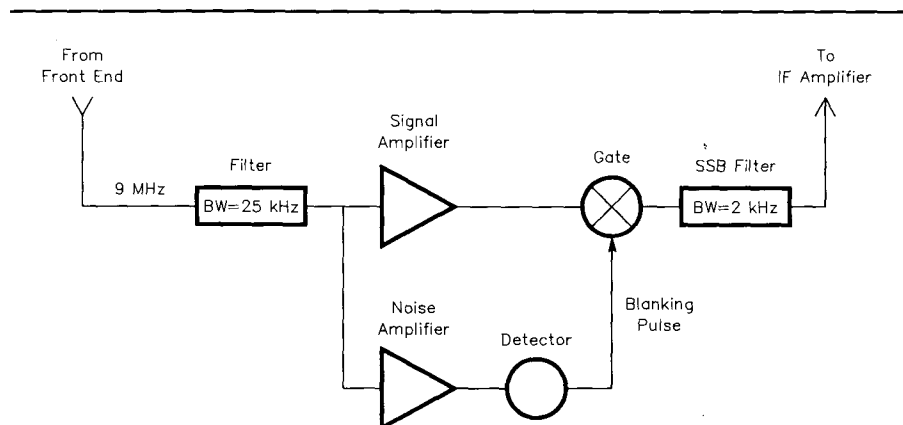 From
Front End
To
IF Amplifier
Signal
Amplifier
Filter
Gate
SSB Filter
9 MHz
BW=25 kHz
BW=2 kHz
Noise
Amplifier
Detector
Blanking
Pulse